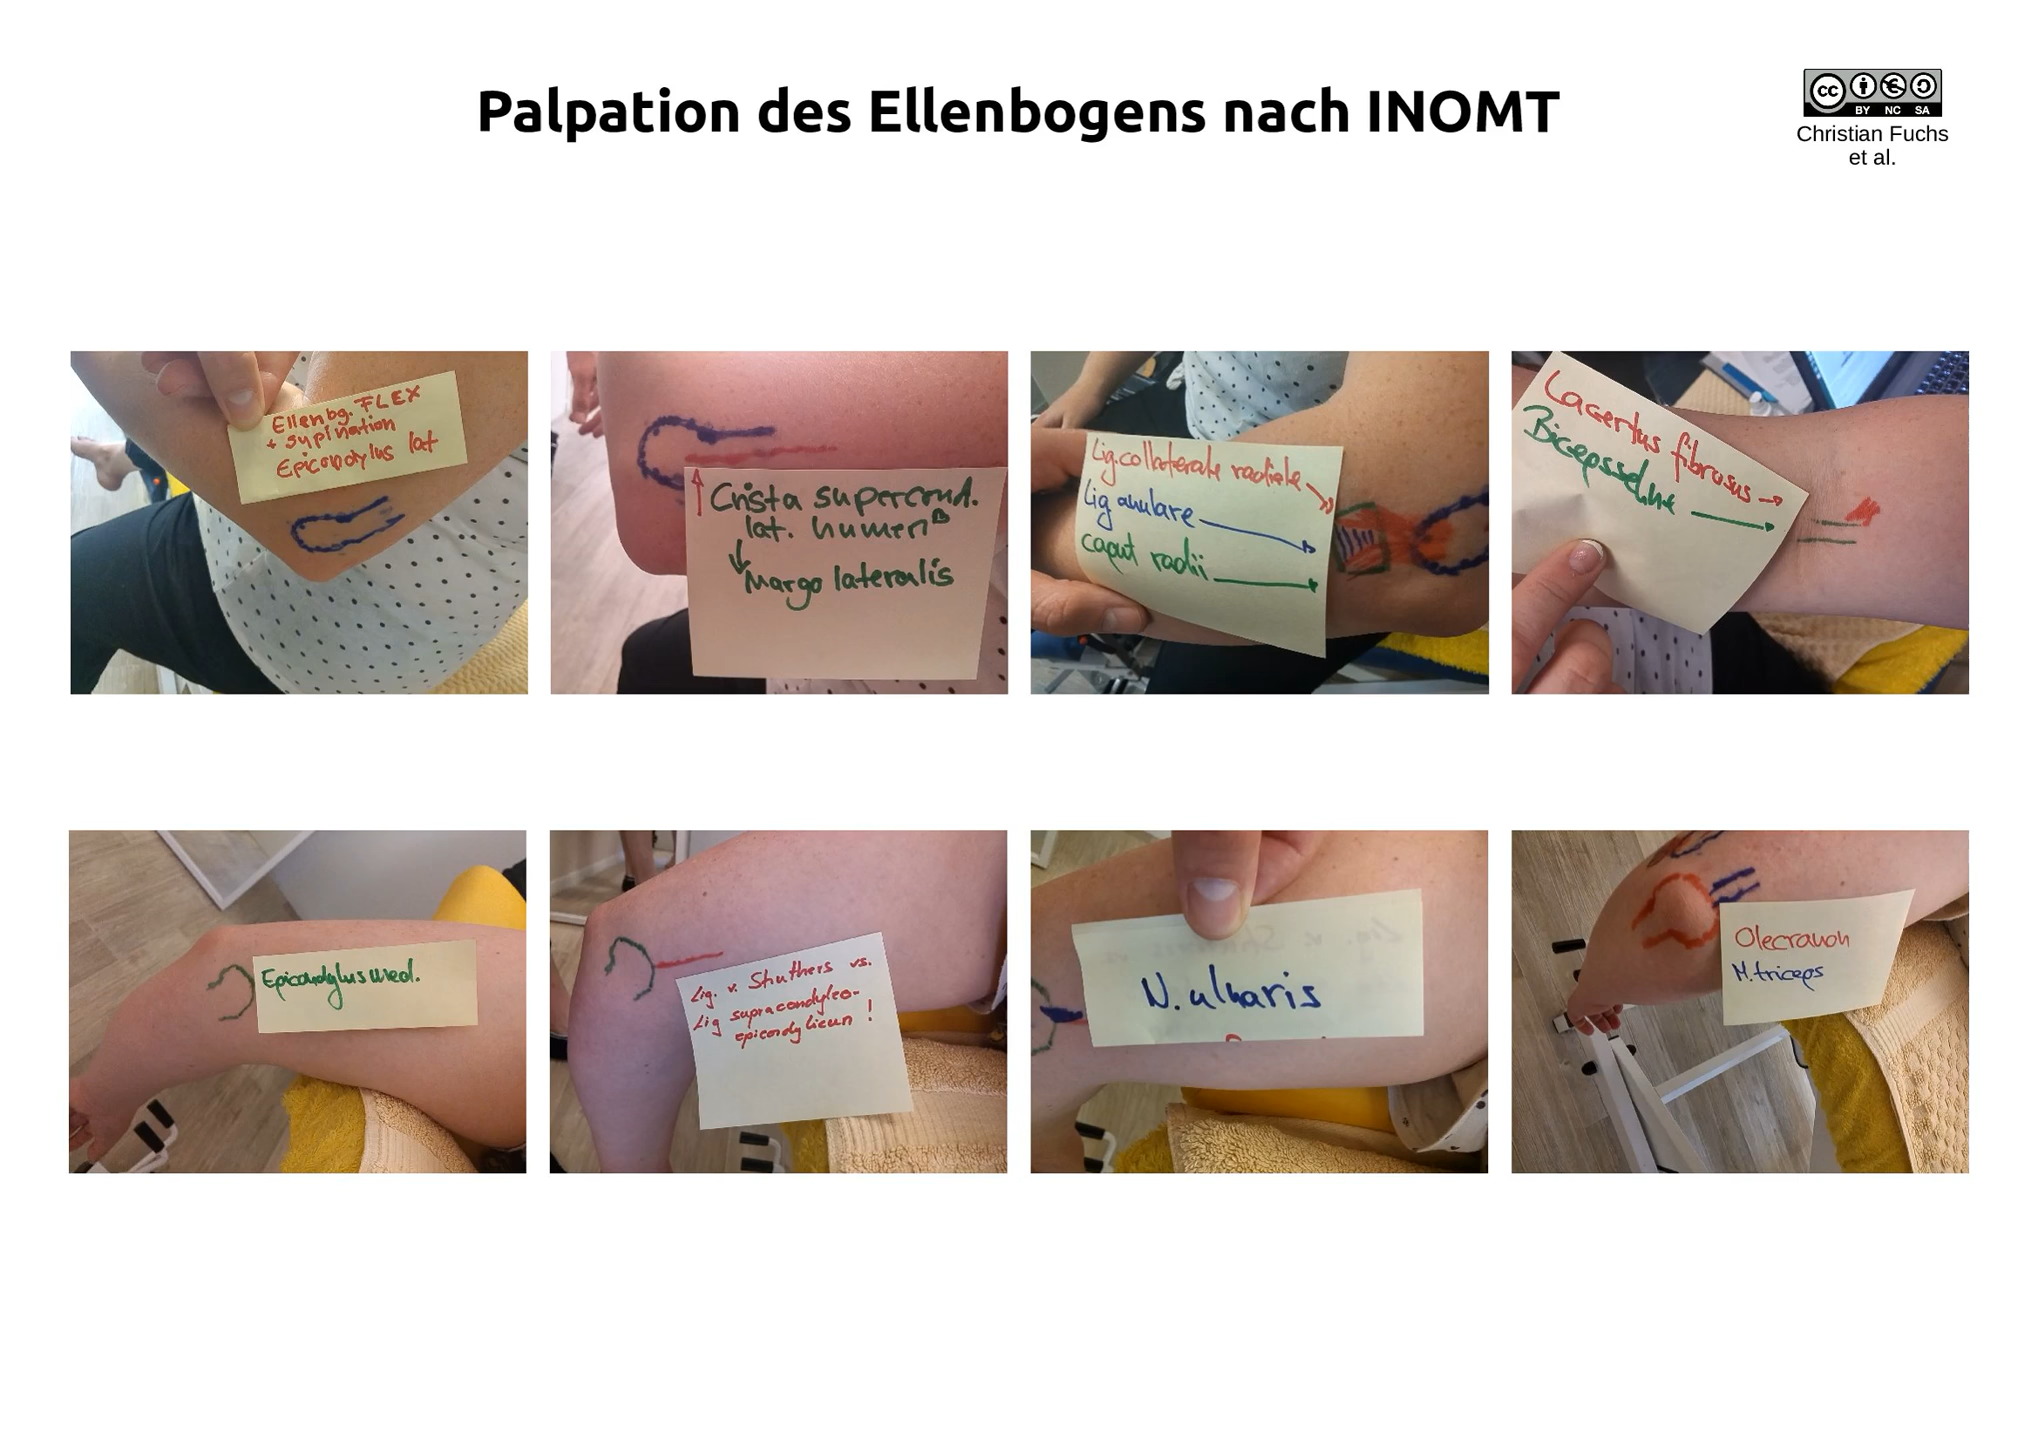 Palpation des Ellenbogens nach INOMT
cc
BY NC SA
Christian Fuchs
et al.
Ellenbg. FLEX
+ supination
Epicondylus lat
Crista supercond.
lat. humeri
Margo lateralis
Lig. collaterale radiale
Lig anulare
caput radii
Lacertus fibrosus
Bicepssehne
Epicondylus med.
Lig. v. Struthers vs.
Lig supracondyleo-
epicondylicum !
N. ulnaris
Olecranon
M. triceps